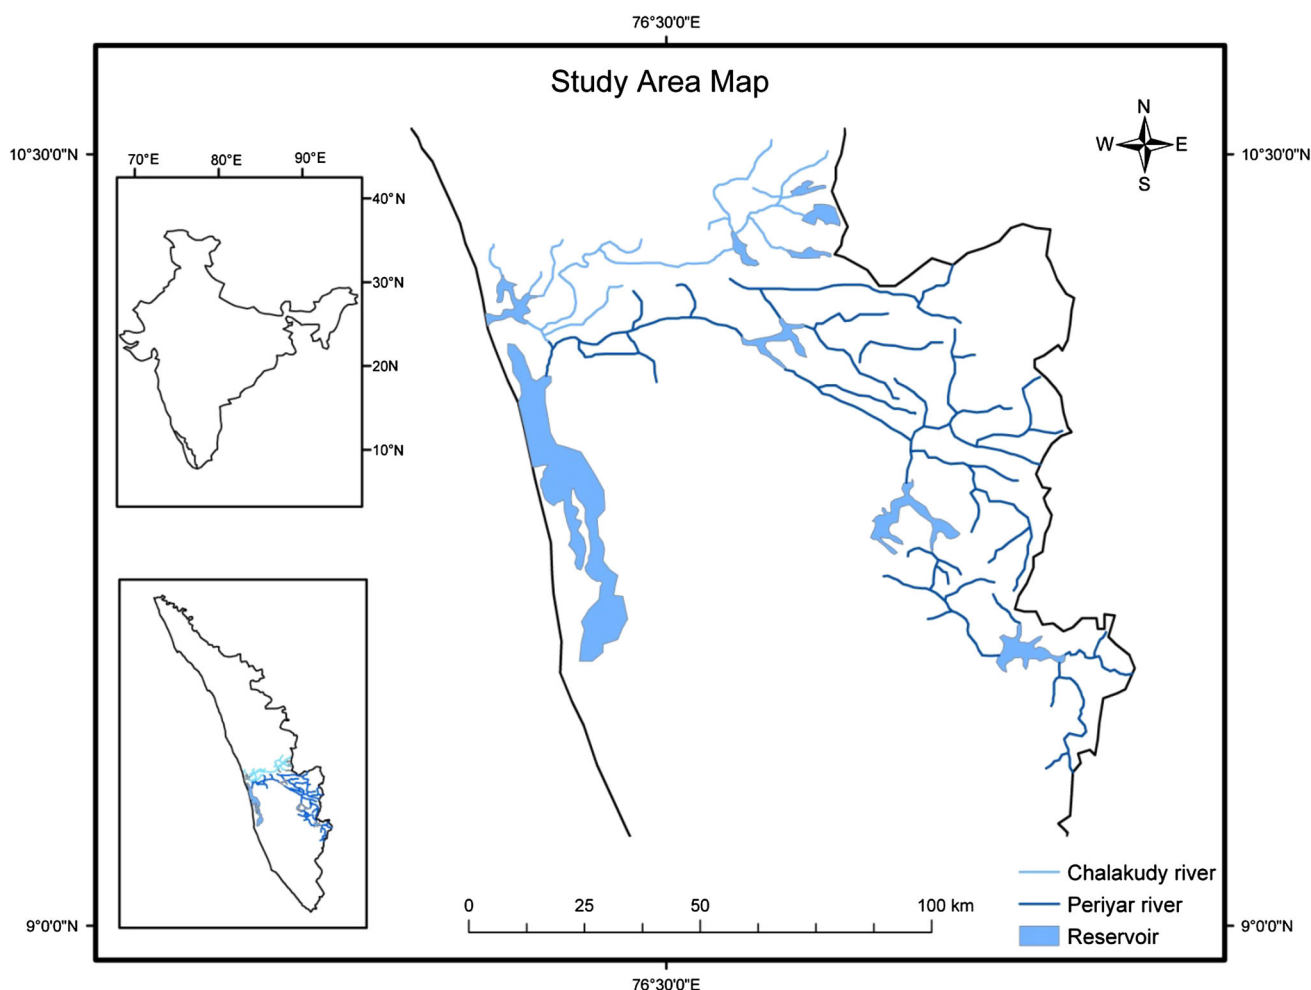 76°30'0"E
Study Area Map
N
W E
S
10°30'0"N
10°30'0"N
70°E 80°E 90°E
40°N
30°N
20°N
10°N
Chalakudy river
Periyar river
Reservoir
0 25 50 100 km
9°0'0"N
9°0'0"N
76°30'0"E